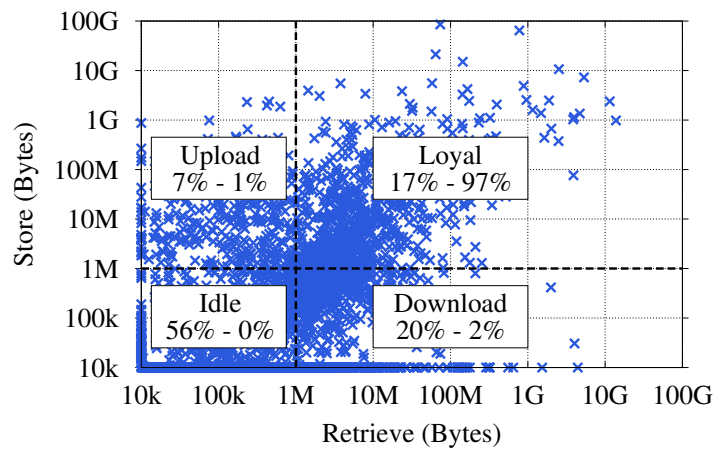 100G
10G
1G
100M
10M
1M
100k
10k
Store (Bytes)
Upload
7% - 1%
Loyal
17% - 97%
Idle
56% - 0%
Download
20% - 2%
10k 100k 1M 10M 100M 1G 10G 100G
Retrieve (Bytes)